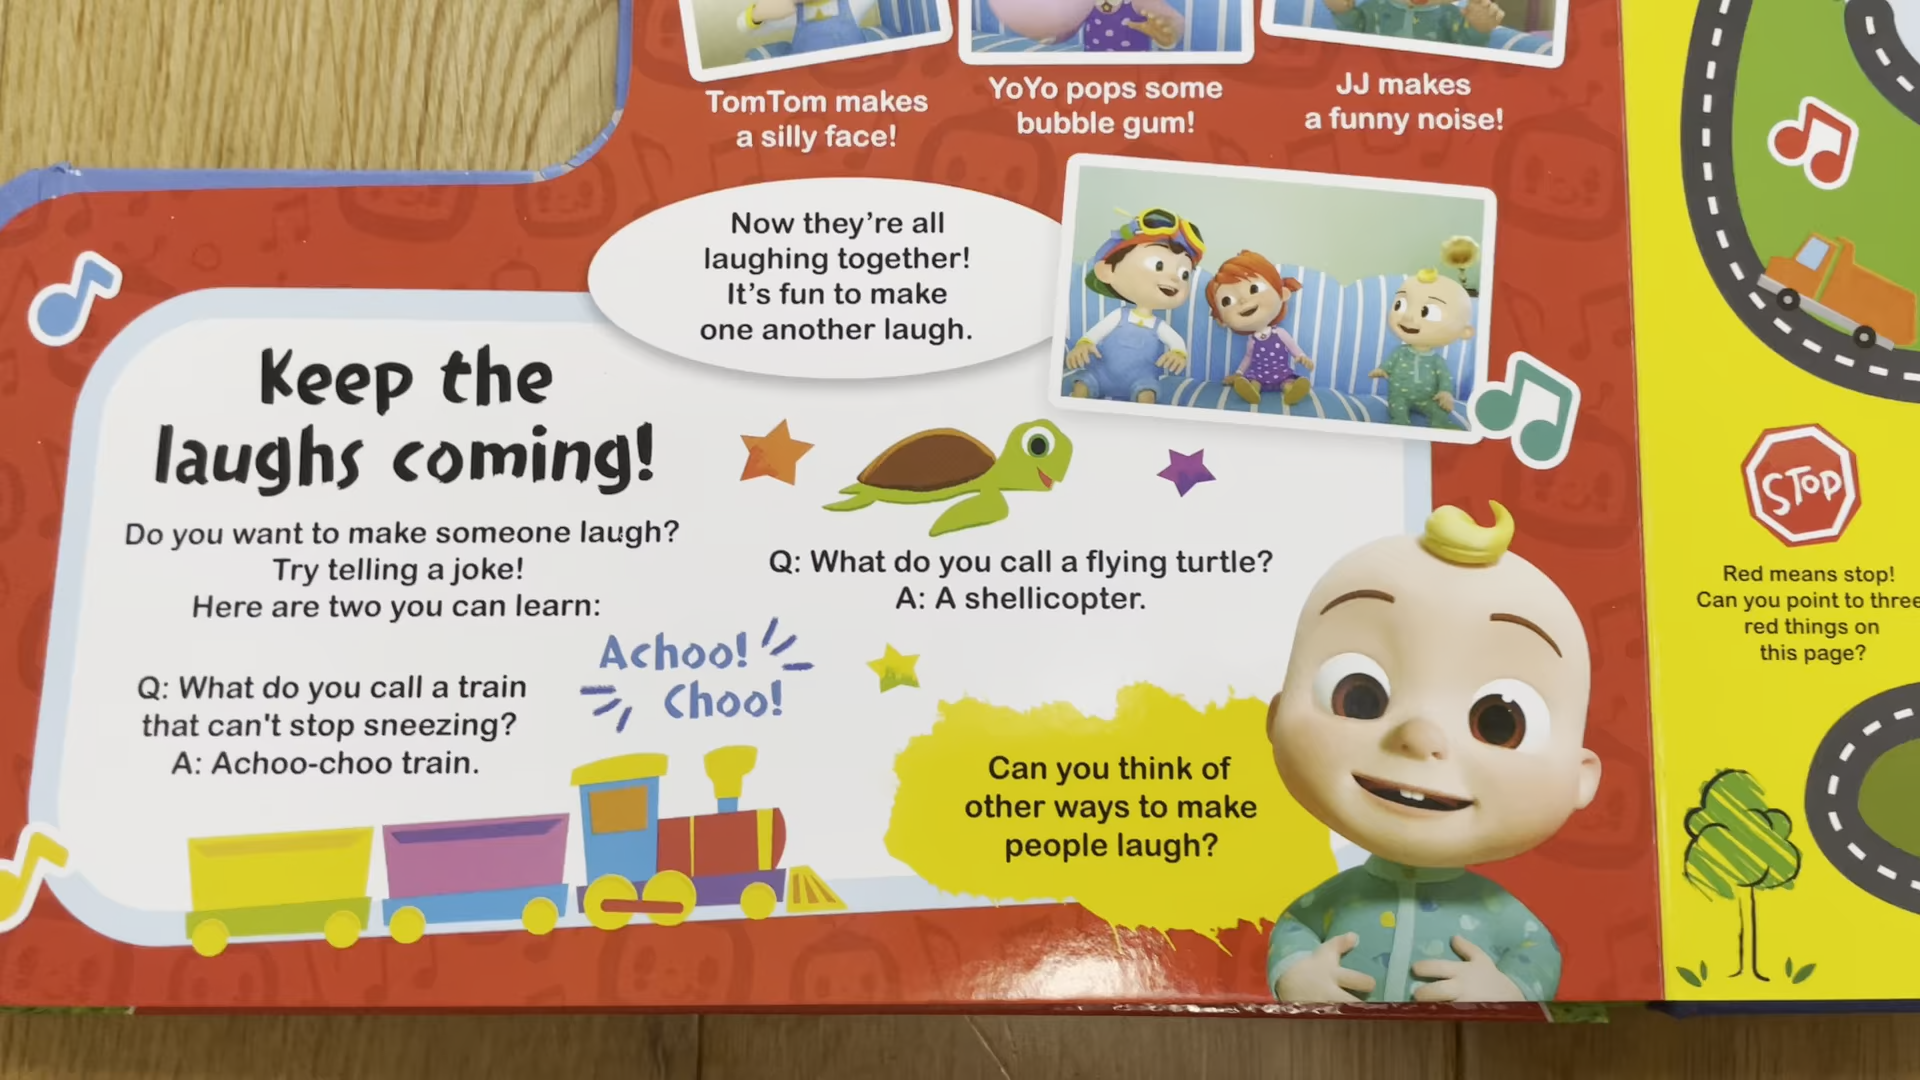 TomTom makes
a silly face!
YoYo pops some
bubble gum!
JJ makes
a funny noise!
Now they're all
laughing together!
It's fun to make
one another laugh.
Keep the
laughs coming!
Do you want to make someone laugh?
Try telling a joke!
Here are two you can learn:
Q: What do you call a train
that can't stop sneezing?
A: Achoo-choo train.
Achoo!
Choo!
Q: What do you call a flying turtle?
A: A shellicopter.
Can you think of
other ways to make
people laugh?
STOP
Red means stop!
Can you point to three
red things on
this page?